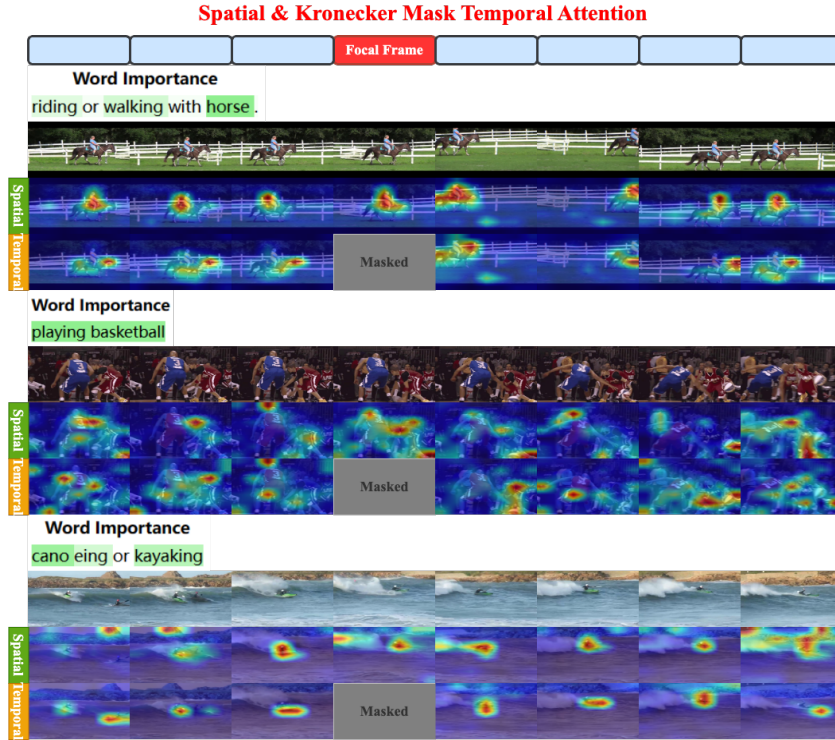 Spatial & Kronecker Mask Temporal Attention
Focal Frame
Word Importance
riding or walking with horse .
Spatial
Temporal
Masked
Word Importance
playing basketball
Spatial
Temporal
Masked
Word Importance
cano eing or kayaking
Spatial
Temporal
Masked